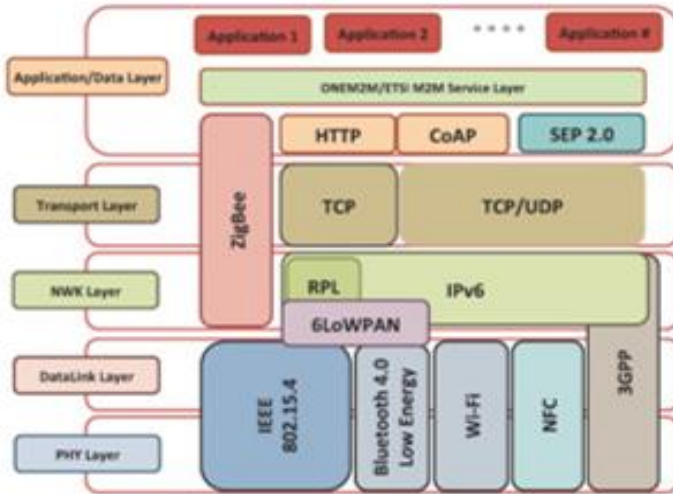 Application 1
Application 2
Application #
Application/Data Layer
ONEM2M/ETSI M2M Service Layer
HTTP
CoAP
SEP 2.0
ZigBee
Transport Layer
TCP
TCP/UDP
NWK Layer
RPL
IPv6
6LoWPAN
DataLink Layer
IEEE
802.15.4
Bluetooth 4.0
Low Energy
Wi-Fi
NFC
3GPP
PHY Layer